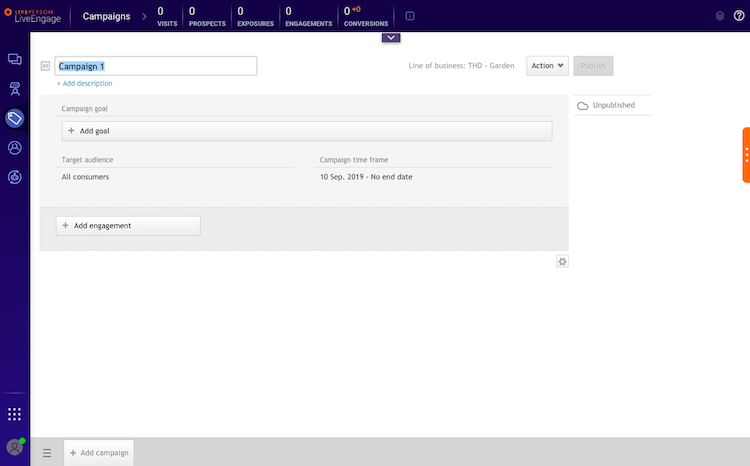 LIVEPERSON
LiveEngage
Campaigns
0
VISITS
0
PROSPECTS
0
EXPOSURES
0
ENGAGEMENTS
0 +0
CONVERSIONS
M
Campaign 1
Line of business: THD - Garden
Action
Publish
+ Add description
Unpublished
Campaign goal
+ Add goal
Target audience
Campaign time frame
All consumers
10 Sep. 2019 - No end date
+ Add engagement
+ Add campaign